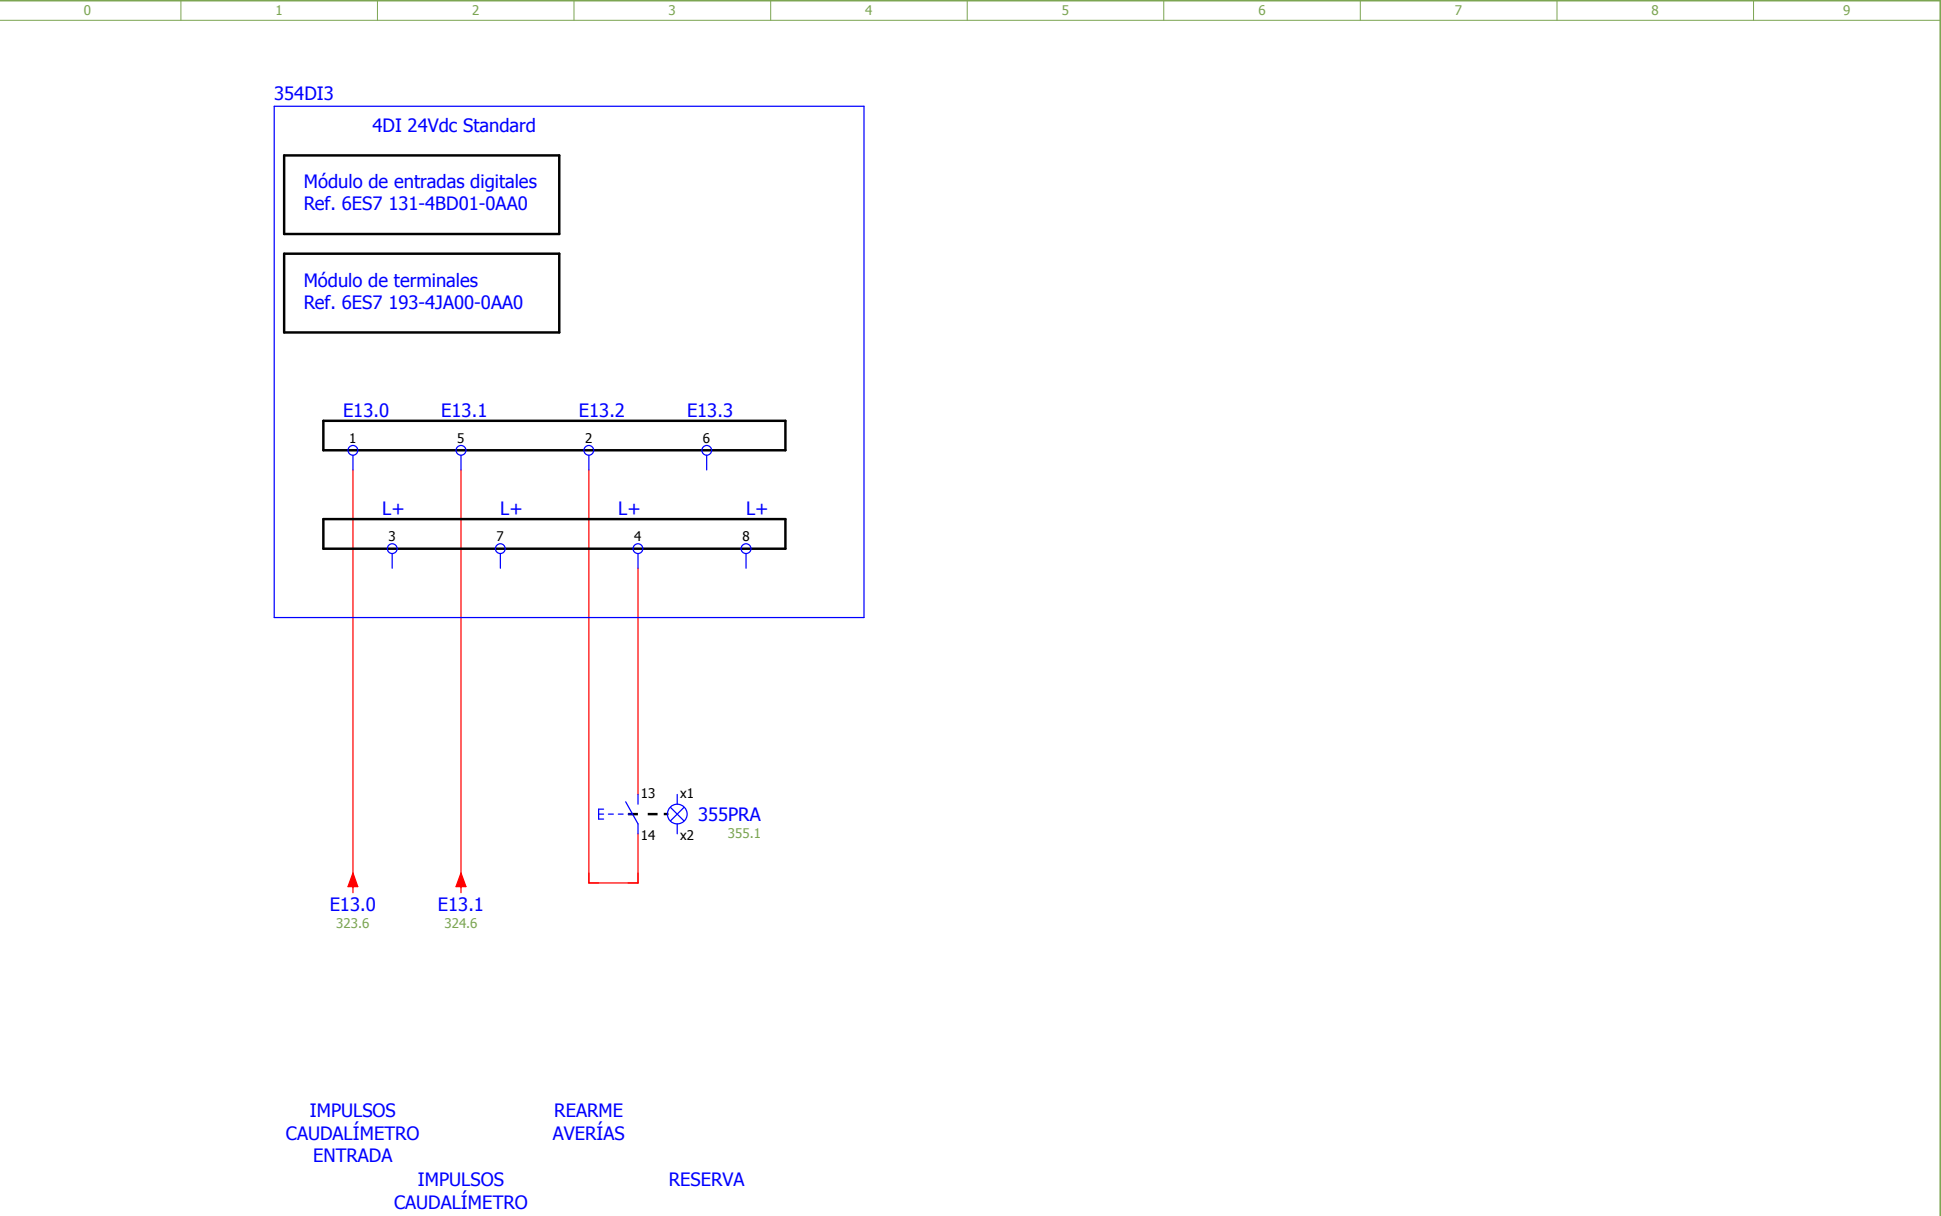 0 1 2 3 4 5 6 7 8 9
354DI3
4DI 24Vdc Standard
Módulo de entradas digitales
Ref. 6ES7 131-4BD01-0AA0
Módulo de terminales
Ref. 6ES7 193-4JA00-0AA0
E13.0 E13.1 E13.2 E13.3
1 5 2 6
L+ L+ L+ L+
3 7 4 8
13 x1
E 355PRA
14 x2 355.1
E13.0 E13.1
323.6 324.6
IMPULSOS
CAUDALÍMETRO
ENTRADA
REARME
AVERÍAS
IMPULSOS
CAUDALÍMETRO
RESERVA